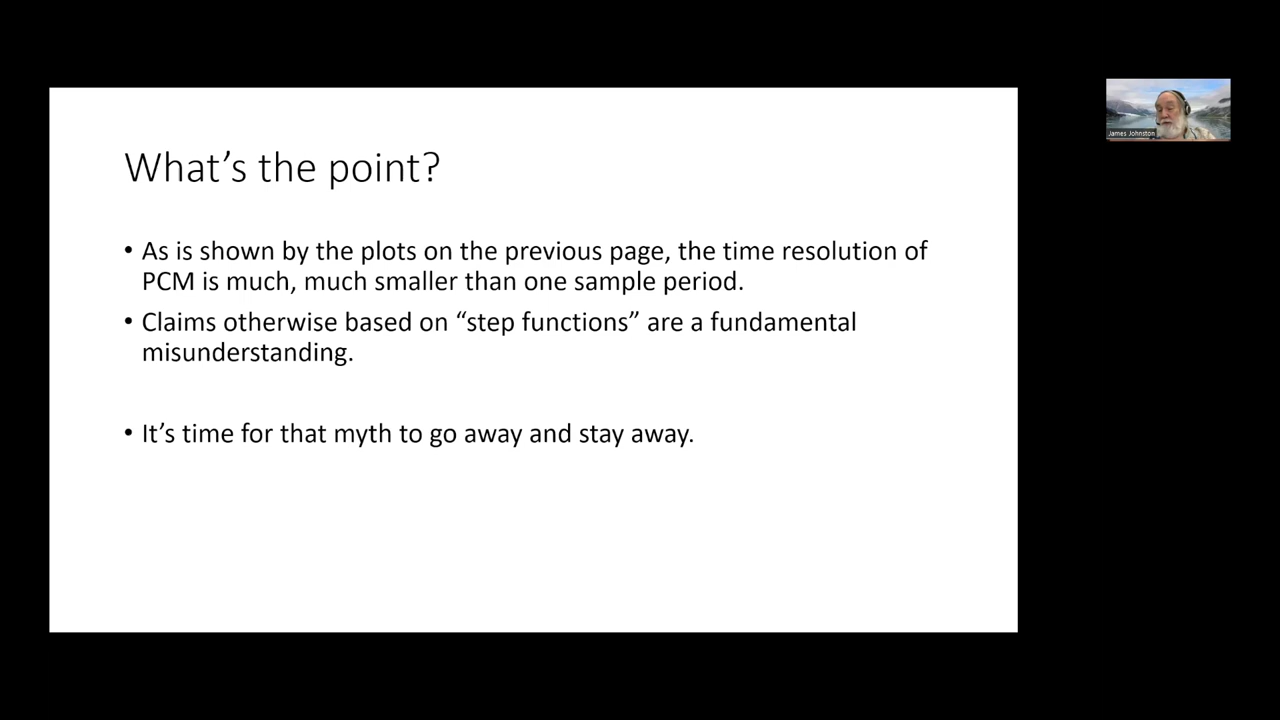 What’s the point?
• As is shown by the plots on the previous page, the time resolution of
PCM is much, much smaller than one sample period.
• Claims otherwise based on “step functions” are a fundamental
misunderstanding.
• It’s time for that myth to go away and stay away.
James Johnston